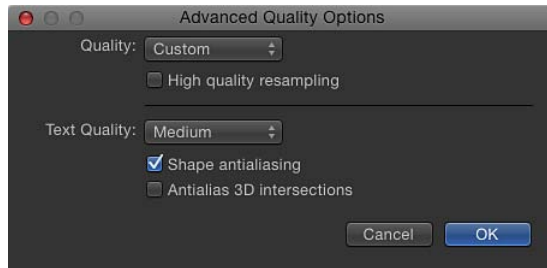 Advanced Quality Options
Quality: Custom
High quality resampling
Text Quality: Medium
Shape antialiasing
Antialias 3D intersections
Cancel OK